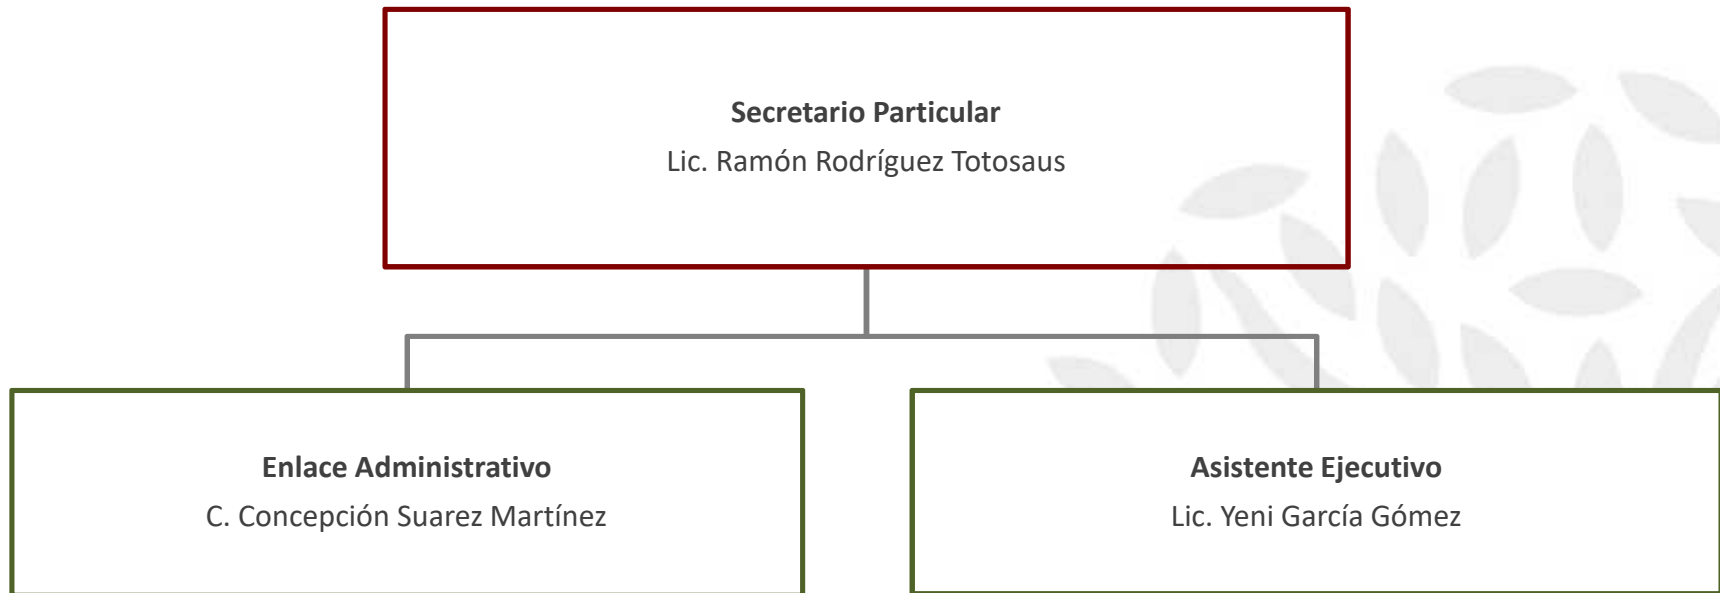 Secretario Particular
Lic. Ramón Rodríguez Totosaus
Enlace Administrativo
C. Concepción Suarez Martínez
Asistente Ejecutivo
Lic. Yeni García Gómez